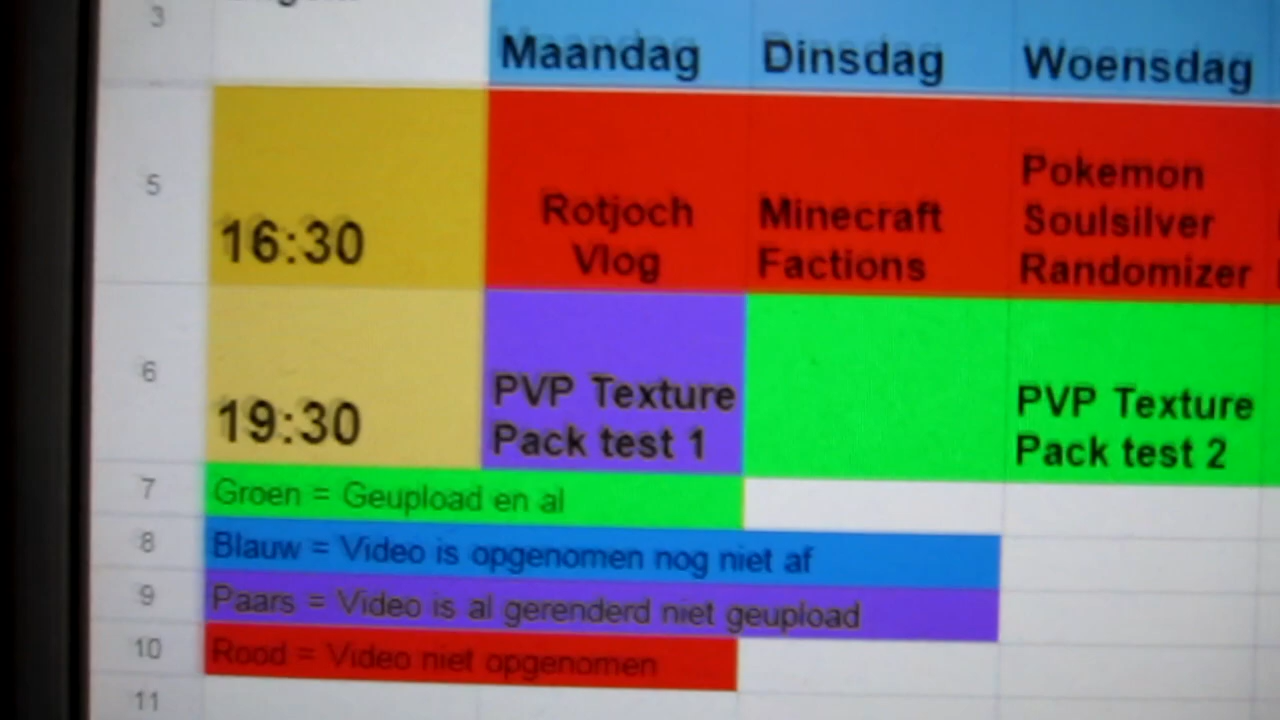 3
Maandag Dinsdag Woensdag
5
16:30
Rotjoch
Vlog
Minecraft
Factions
Pokemon
Soulsilver
Randomizer
6
19:30
PVP Texture
Pack test 1
PVP Texture
Pack test 2
7 Groen = Geupload en al
8 Blauw = Video is opgenomen nog niet af
9 Paars = Video is al gerenderd niet geupload
10 Rood = Video niet opgenomen
11